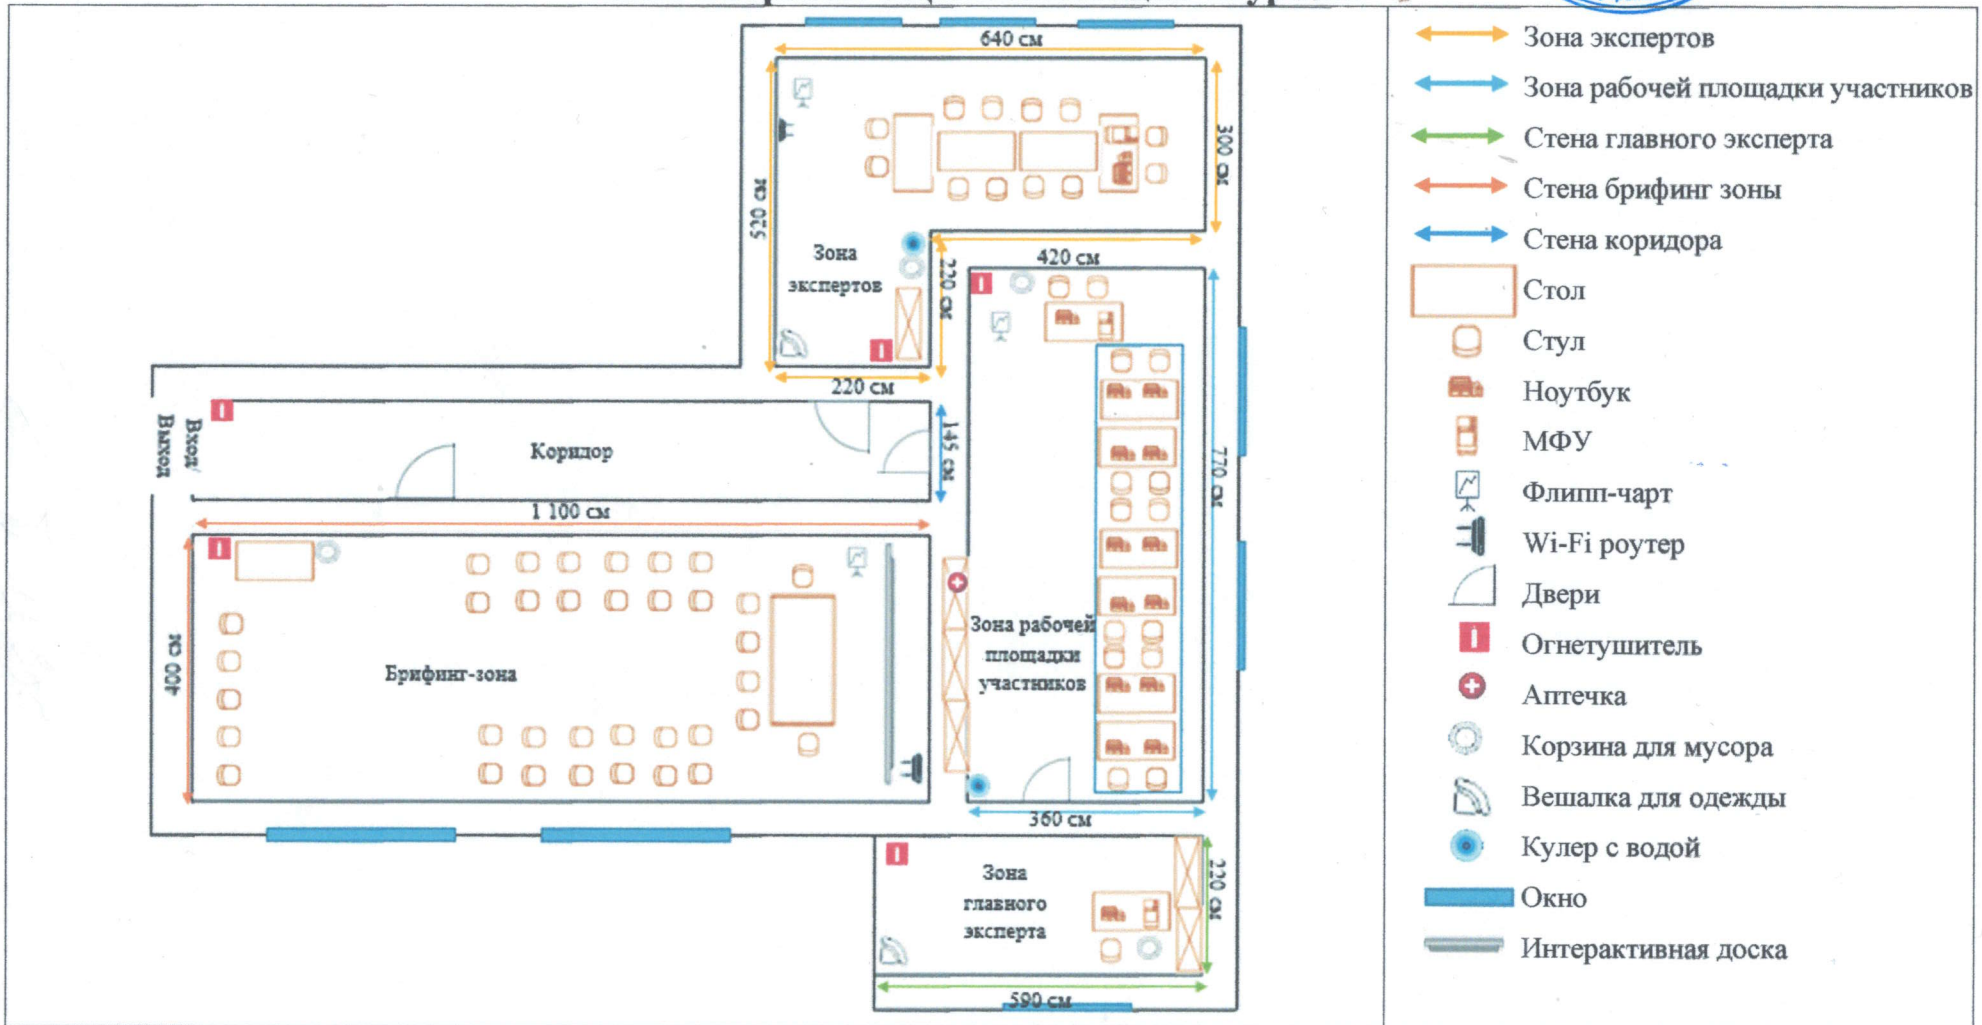 640 см
300 см
520 см
Зона
экспертов
220 см
420 см
220 см
Вход/
Выход
Коридор
145 см
1 100 см
400 см
Брифинг-зона
770 см
Зона рабочей
площадки
участников
360 см
Зона
главного
эксперта
220 см
590 см
Зона экспертов
Зона рабочей площадки участников
Стена главного эксперта
Стена брифинг зоны
Стена коридора
Стол
Стул
Ноутбук
МФУ
Флипп-чарт
Wi-Fi роутер
Двери
Огнетушитель
Аптечка
Корзина для мусора
Вешалка для одежды
Кулер с водой
Окно
Интерактивная доска